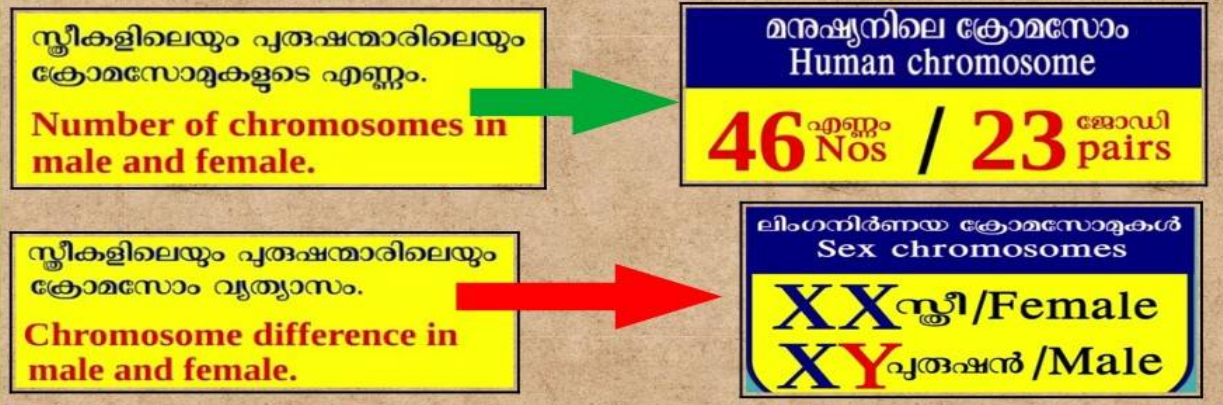 സ്ത്രീകളിലെയും പുരുഷന്മാരിലെയും
ക്രോമസോമുകളുടെ എണ്ണം.
Number of chromosomes in
male and female.
മനുഷ്യനിലെ ക്രോമസോം
Human chromosome
46 എണ്ണം Nos / 23 ജോഡി pairs
സ്ത്രീകളിലെയും പുരുഷന്മാരിലെയും
ക്രോമസോം വ്യത്യാസം.
Chromosome difference in
male and female.
ലിംഗനിർണയ ക്രോമസോമുകൾ
Sex chromosomes
XX സ്ത്രീ/Female
XY പുരുഷൻ/Male